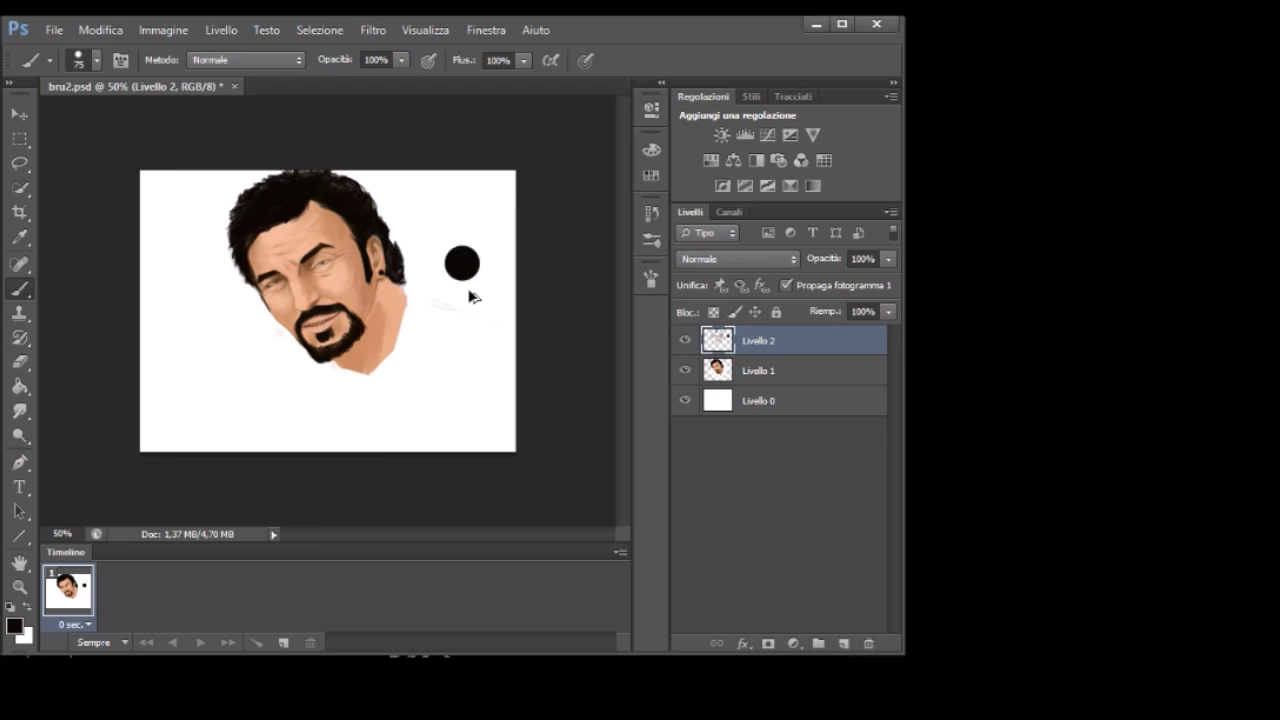 Ps File Modifica Immagine Livello Testo Selezione Filtro Visualizza Finestra Aiuto
75 Metodo: Normale Opacità: 100% Flus.: 100%
bru2.psd @ 50% (Livello 2, RGB/8) * ×
Regolazioni Stili Tracciati
Aggiungi una regolazione
Livelli Canali
Tipo
Normale Opacità: 100%
Unifica: Propaga fotogramma 1
Bloc.: Riemp.: 100%
Livello 2
Livello 1
Livello 0
50% Doc: 1,37 MB/4,70 MB
Timeline
1
0 sec.
Sempre